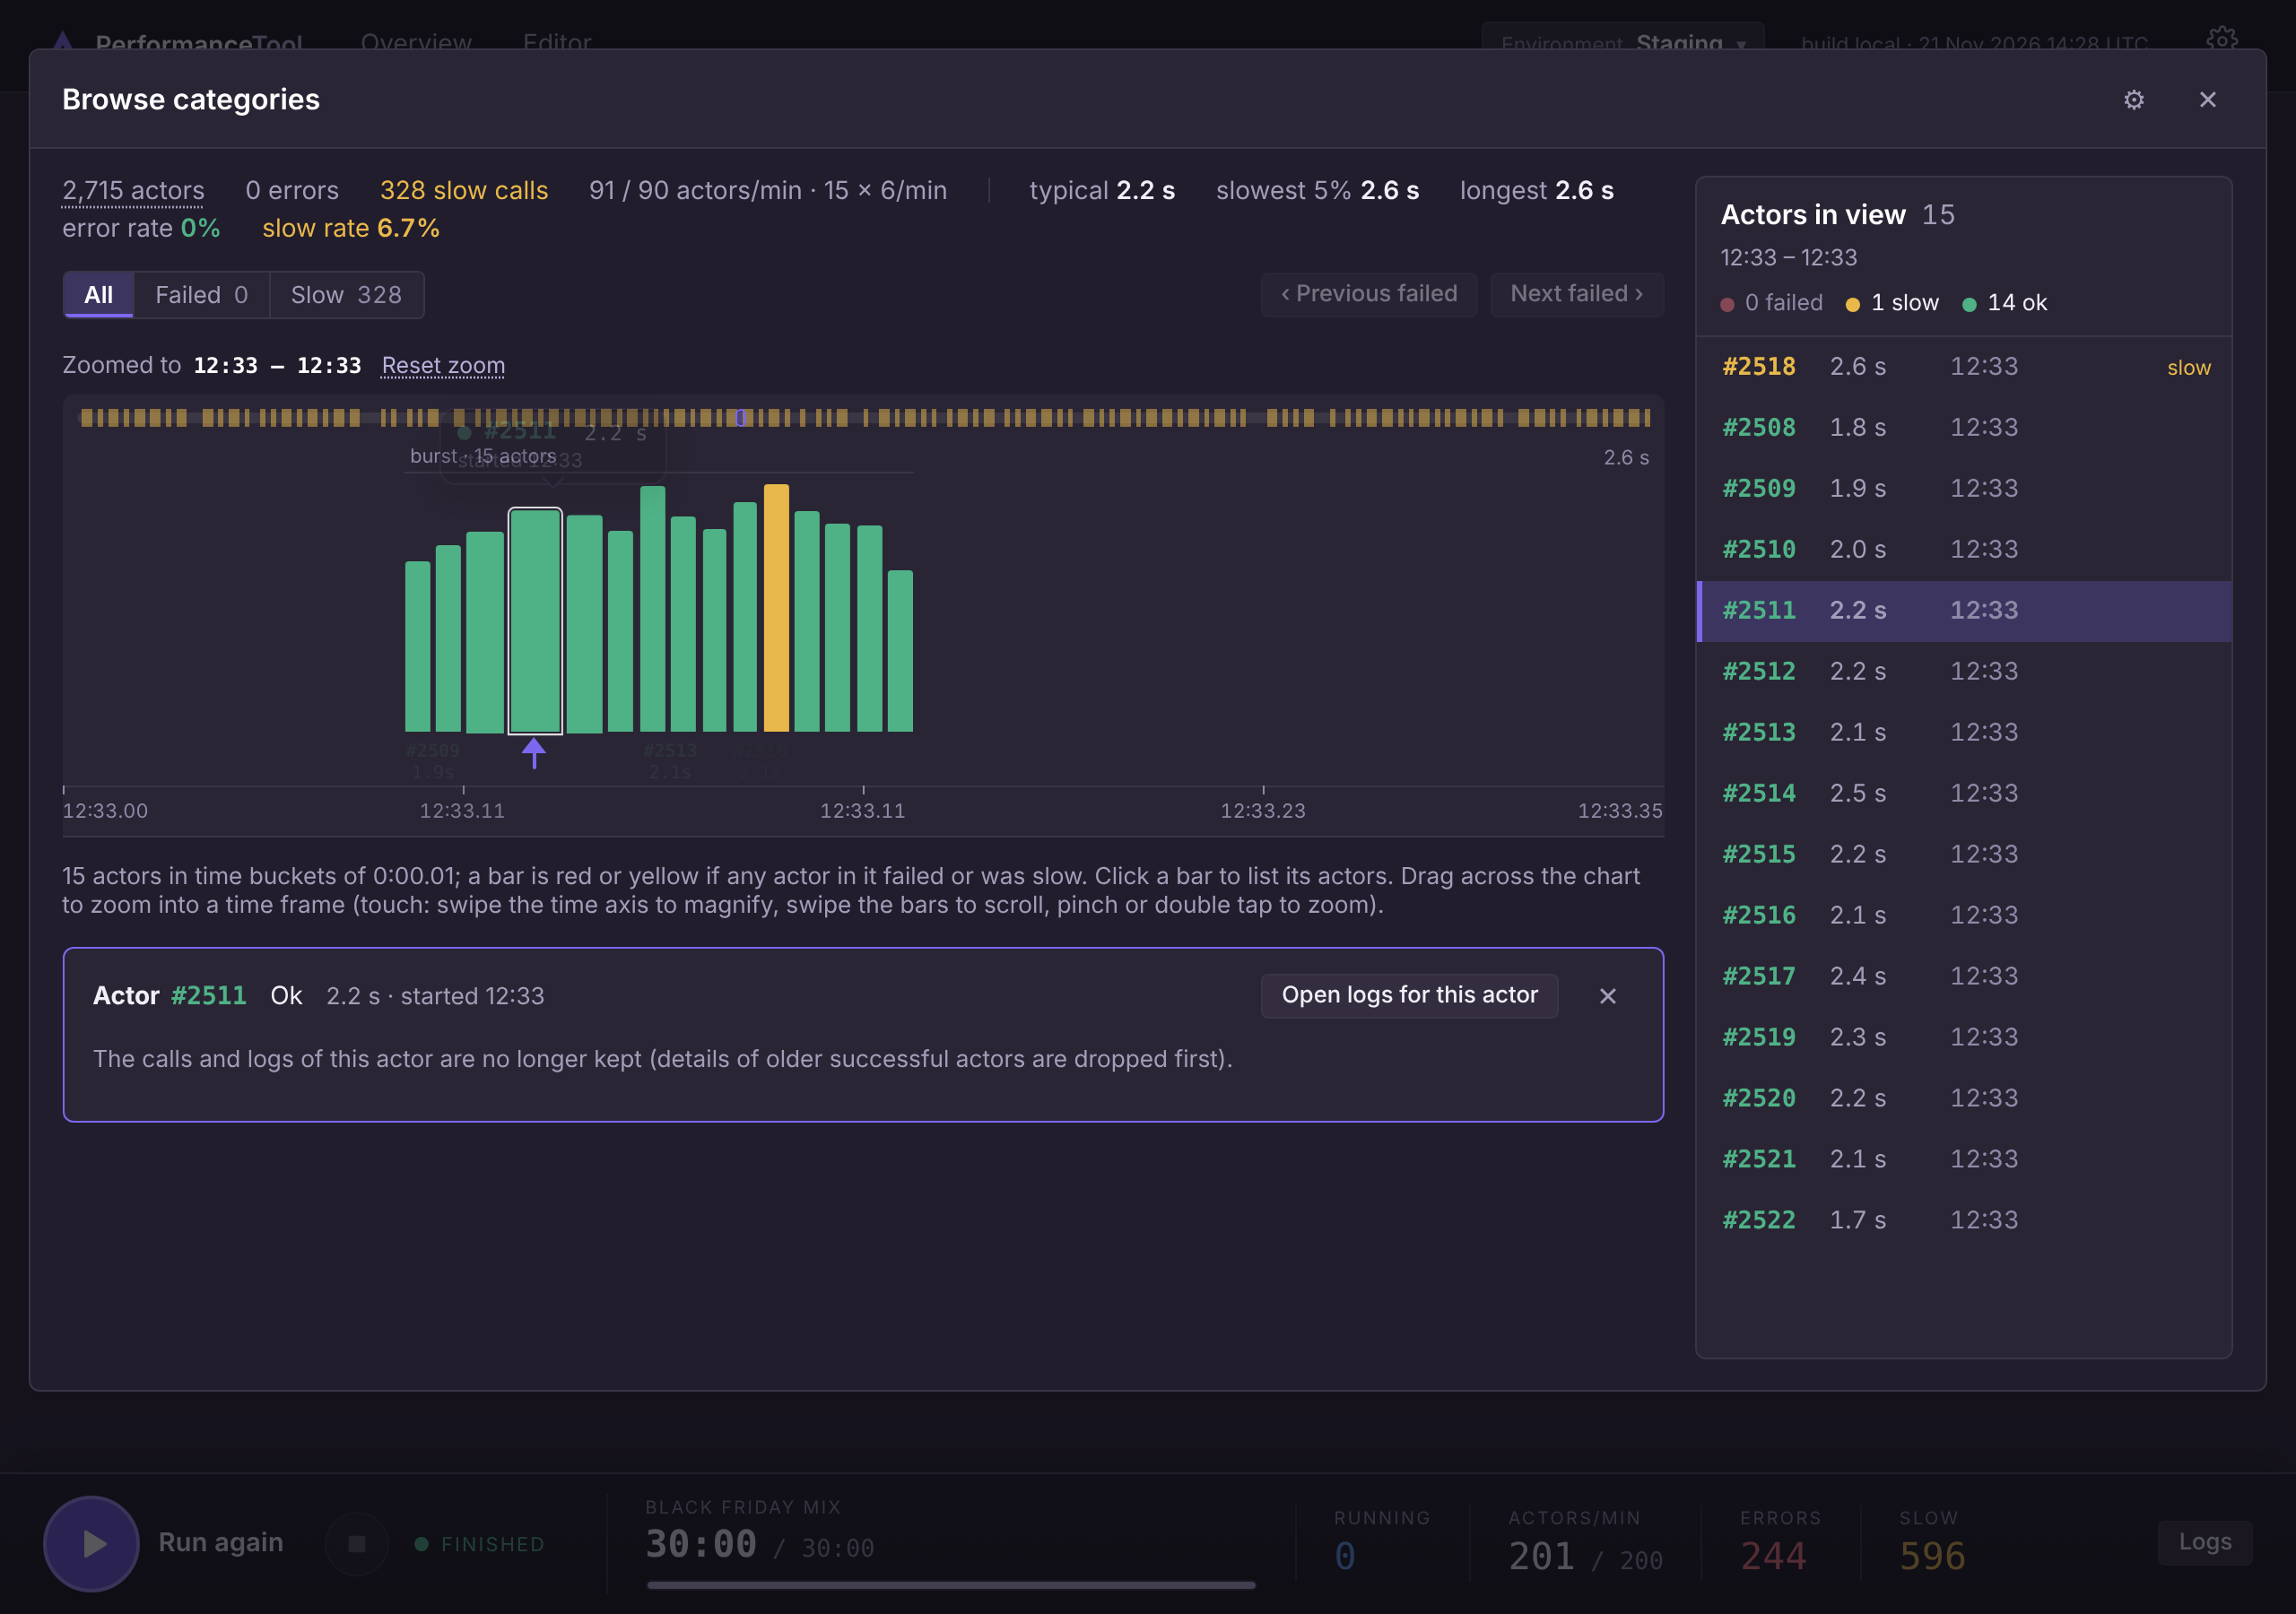 PerformanceTool Overview Editor Environment Staging ▾ build local · 21 Nov 2026 14:28 UTC
Browse categories
2,715 actors 0 errors 328 slow calls 91 / 90 actors/min · 15 × 6/min typical 2.2 s slowest 5% 2.6 s longest 2.6 s
error rate 0% slow rate 6.7%
All Failed 0 Slow 328 ‹ Previous failed Next failed ›
Zoomed to 12:33 – 12:33 Reset zoom
#2511 2.2 s
started 12:33
burst · 15 actors 2.6 s
#2509 #2513
1.9s 2.1s
12:33.00 12:33.11 12:33.11 12:33.23 12:33.35
15 actors in time buckets of 0:00.01; a bar is red or yellow if any actor in it failed or was slow. Click a bar to list its actors. Drag across the chart
to zoom into a time frame (touch: swipe the time axis to magnify, swipe the bars to scroll, pinch or double tap to zoom).
Actor #2511 Ok 2.2 s · started 12:33 Open logs for this actor
The calls and logs of this actor are no longer kept (details of older successful actors are dropped first).
Actors in view 15
12:33 – 12:33
0 failed 1 slow 14 ok
#2518 2.6 s 12:33 slow
#2508 1.8 s 12:33
#2509 1.9 s 12:33
#2510 2.0 s 12:33
#2511 2.2 s 12:33
#2512 2.2 s 12:33
#2513 2.1 s 12:33
#2514 2.5 s 12:33
#2515 2.2 s 12:33
#2516 2.1 s 12:33
#2517 2.4 s 12:33
#2519 2.3 s 12:33
#2520 2.2 s 12:33
#2521 2.1 s 12:33
#2522 1.7 s 12:33
Run again FINISHED
BLACK FRIDAY MIX
30:00 / 30:00
RUNNING
0
ACTORS/MIN
201 / 200
ERRORS
244
SLOW
596
Logs